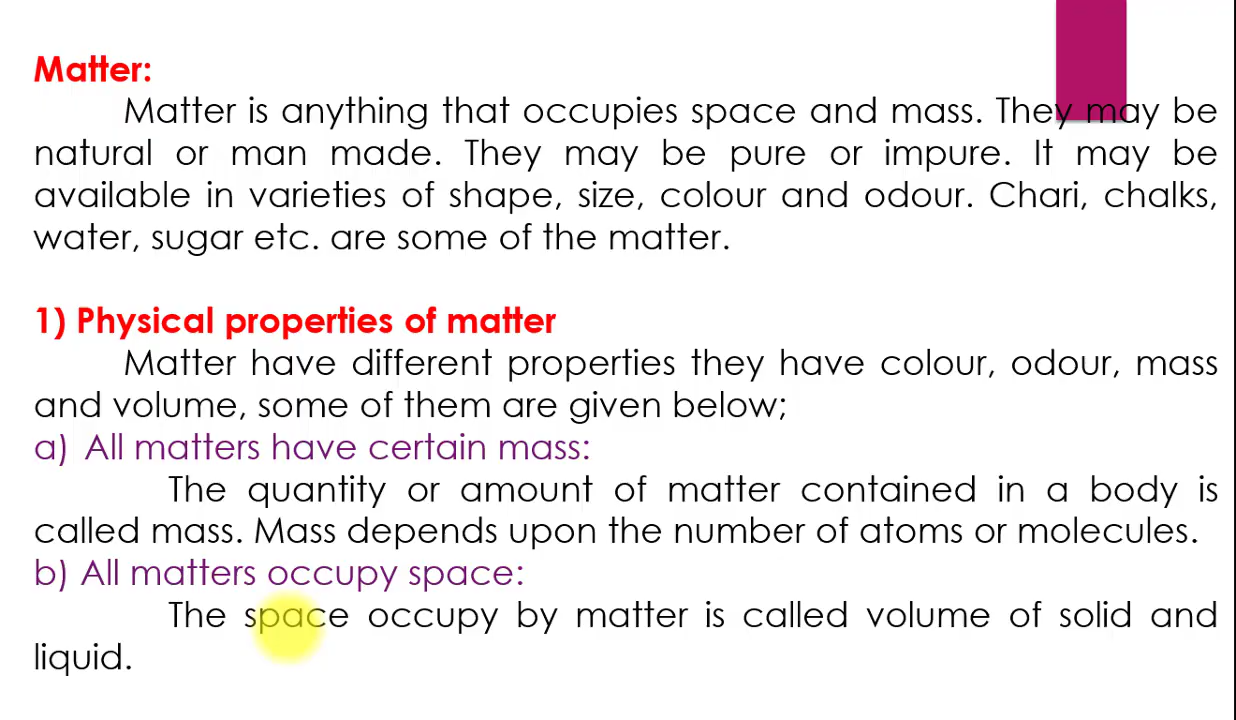 Matter:
Matter is anything that occupies space and mass. They may be
natural or man made. They may be pure or impure. It may be
available in varieties of shape, size, colour and odour. Chari, chalks,
water, sugar etc. are some of the matter.
1) Physical properties of matter
Matter have different properties they have colour, odour, mass
and volume, some of them are given below;
a) All matters have certain mass:
The quantity or amount of matter contained in a body is
called mass. Mass depends upon the number of atoms or molecules.
b) All matters occupy space:
The space occupy by matter is called volume of solid and
liquid.